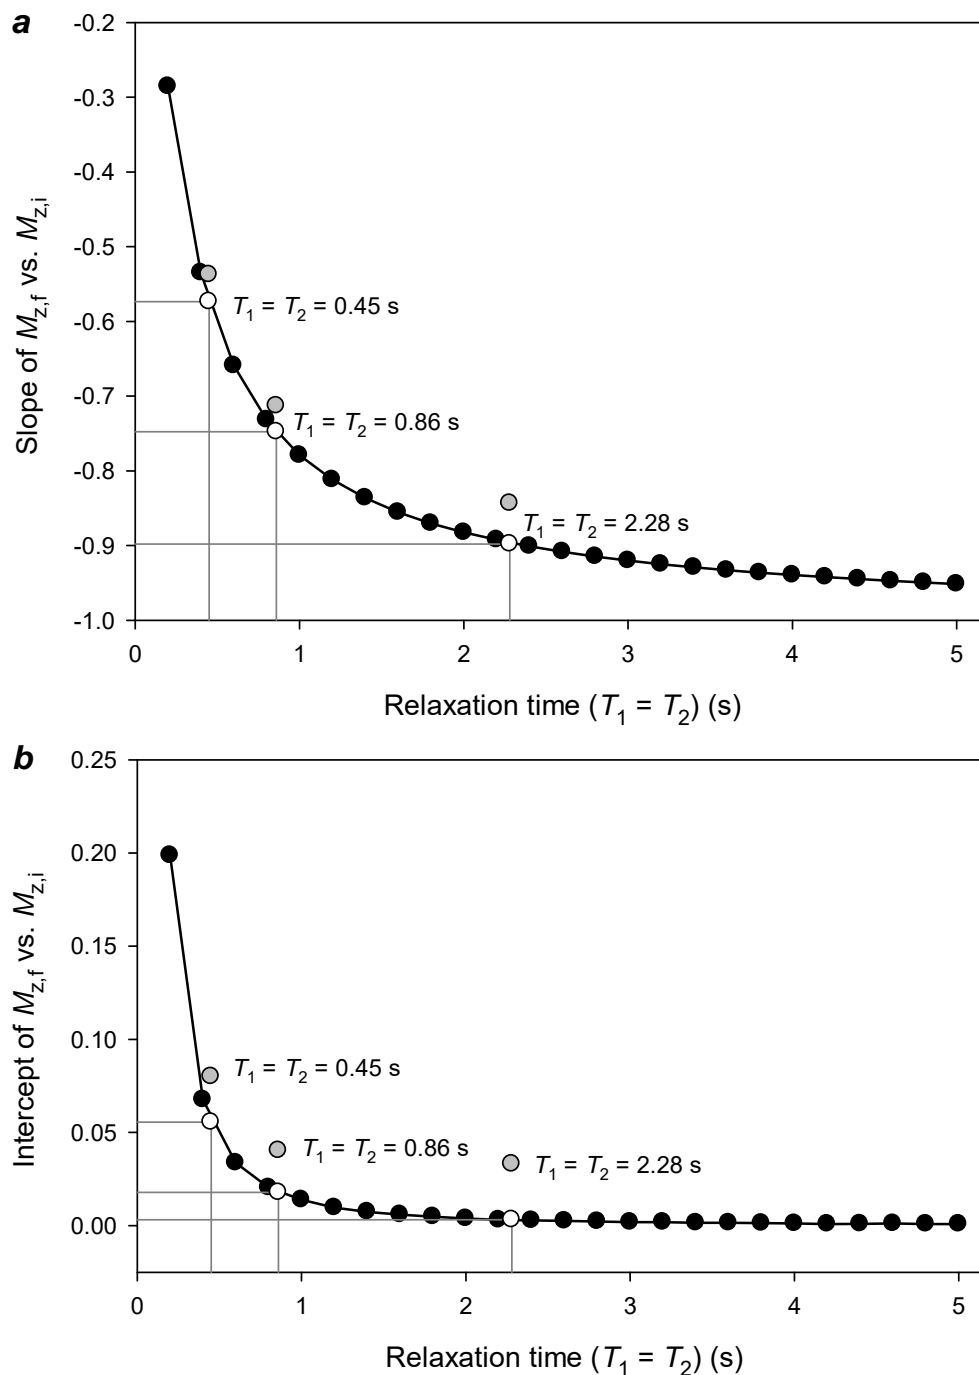 a
-0.2
-0.3
-0.4
-0.5
-0.6
-0.7
-0.8
-0.9
-1.0
Slope of Mz,f vs. Mz,i
T1 = T2 = 0.45 s
T1 = T2 = 0.86 s
T1 = T2 = 2.28 s
0 1 2 3 4 5
Relaxation time (T1 = T2) (s)
b
0.25
0.20
0.15
0.10
0.05
0.00
Intercept of Mz,f vs. Mz,i
T1 = T2 = 0.45 s
T1 = T2 = 0.86 s
T1 = T2 = 2.28 s
0 1 2 3 4 5
Relaxation time (T1 = T2) (s)